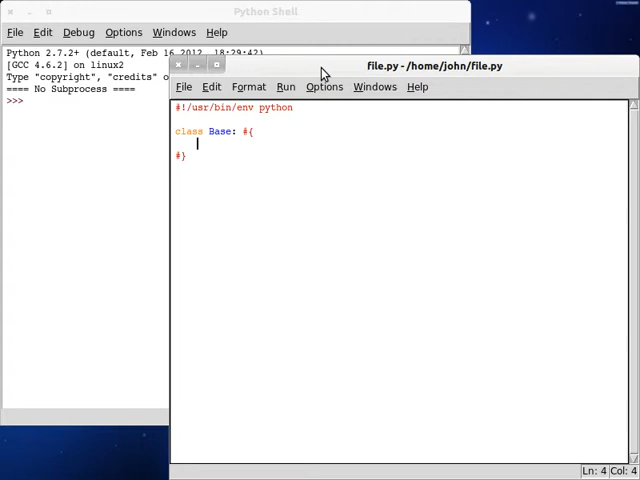 Python Shell
File Edit Debug Options Windows Help
Python 2.7.2+ (default, Feb 16 2012, 18:29:42)
[GCC 4.6.2] on linux2
Type "copyright", "credits" o
==== No Subprocess ====
>>>
file.py - /home/john/file.py
File Edit Format Run Options Windows Help
#!/usr/bin/env python
class Base: #{
#}
Ln: 4 Col: 4